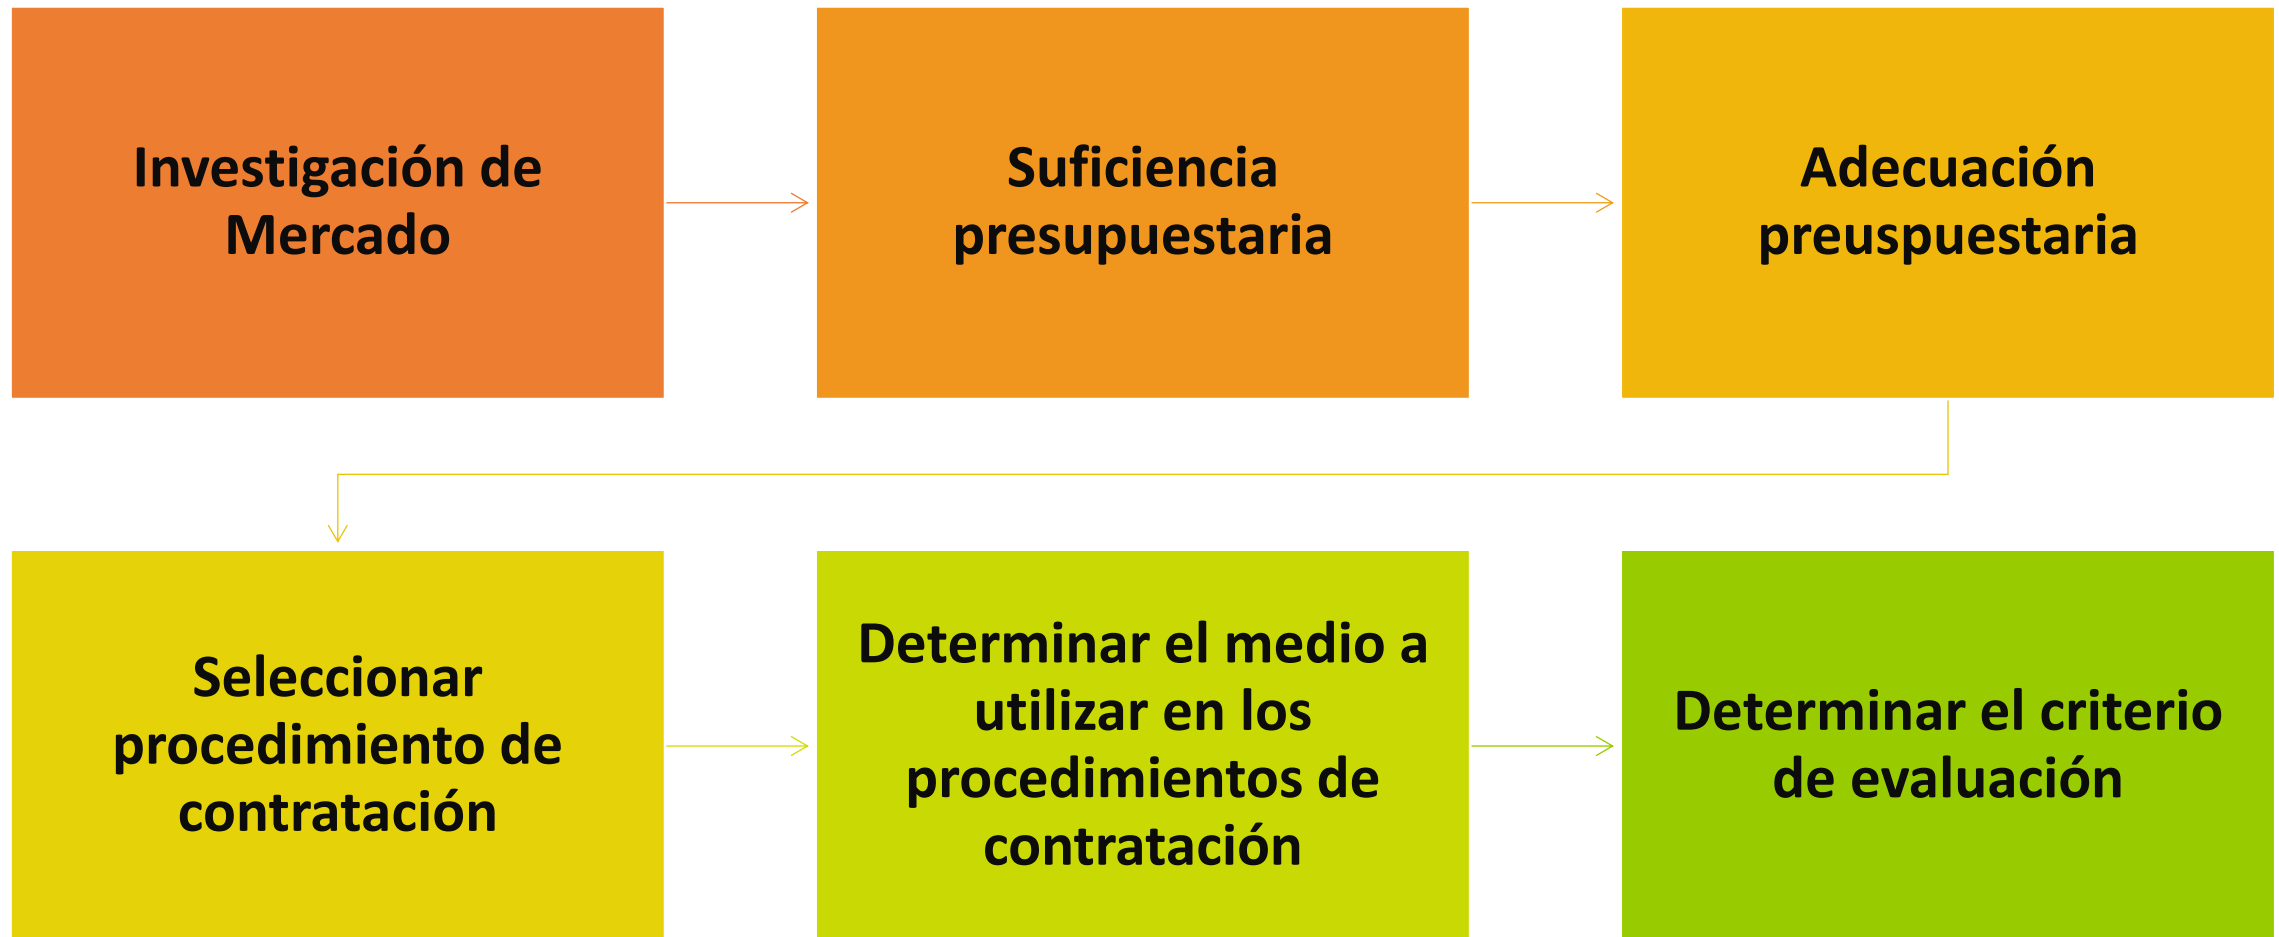 Investigación de
Mercado
Suficiencia
presupuestaria
Adecuación
preuspuestaria
Seleccionar
procedimiento de
contratación
Determinar el medio a
utilizar en los
procedimientos de
contratación
Determinar el criterio
de evaluación